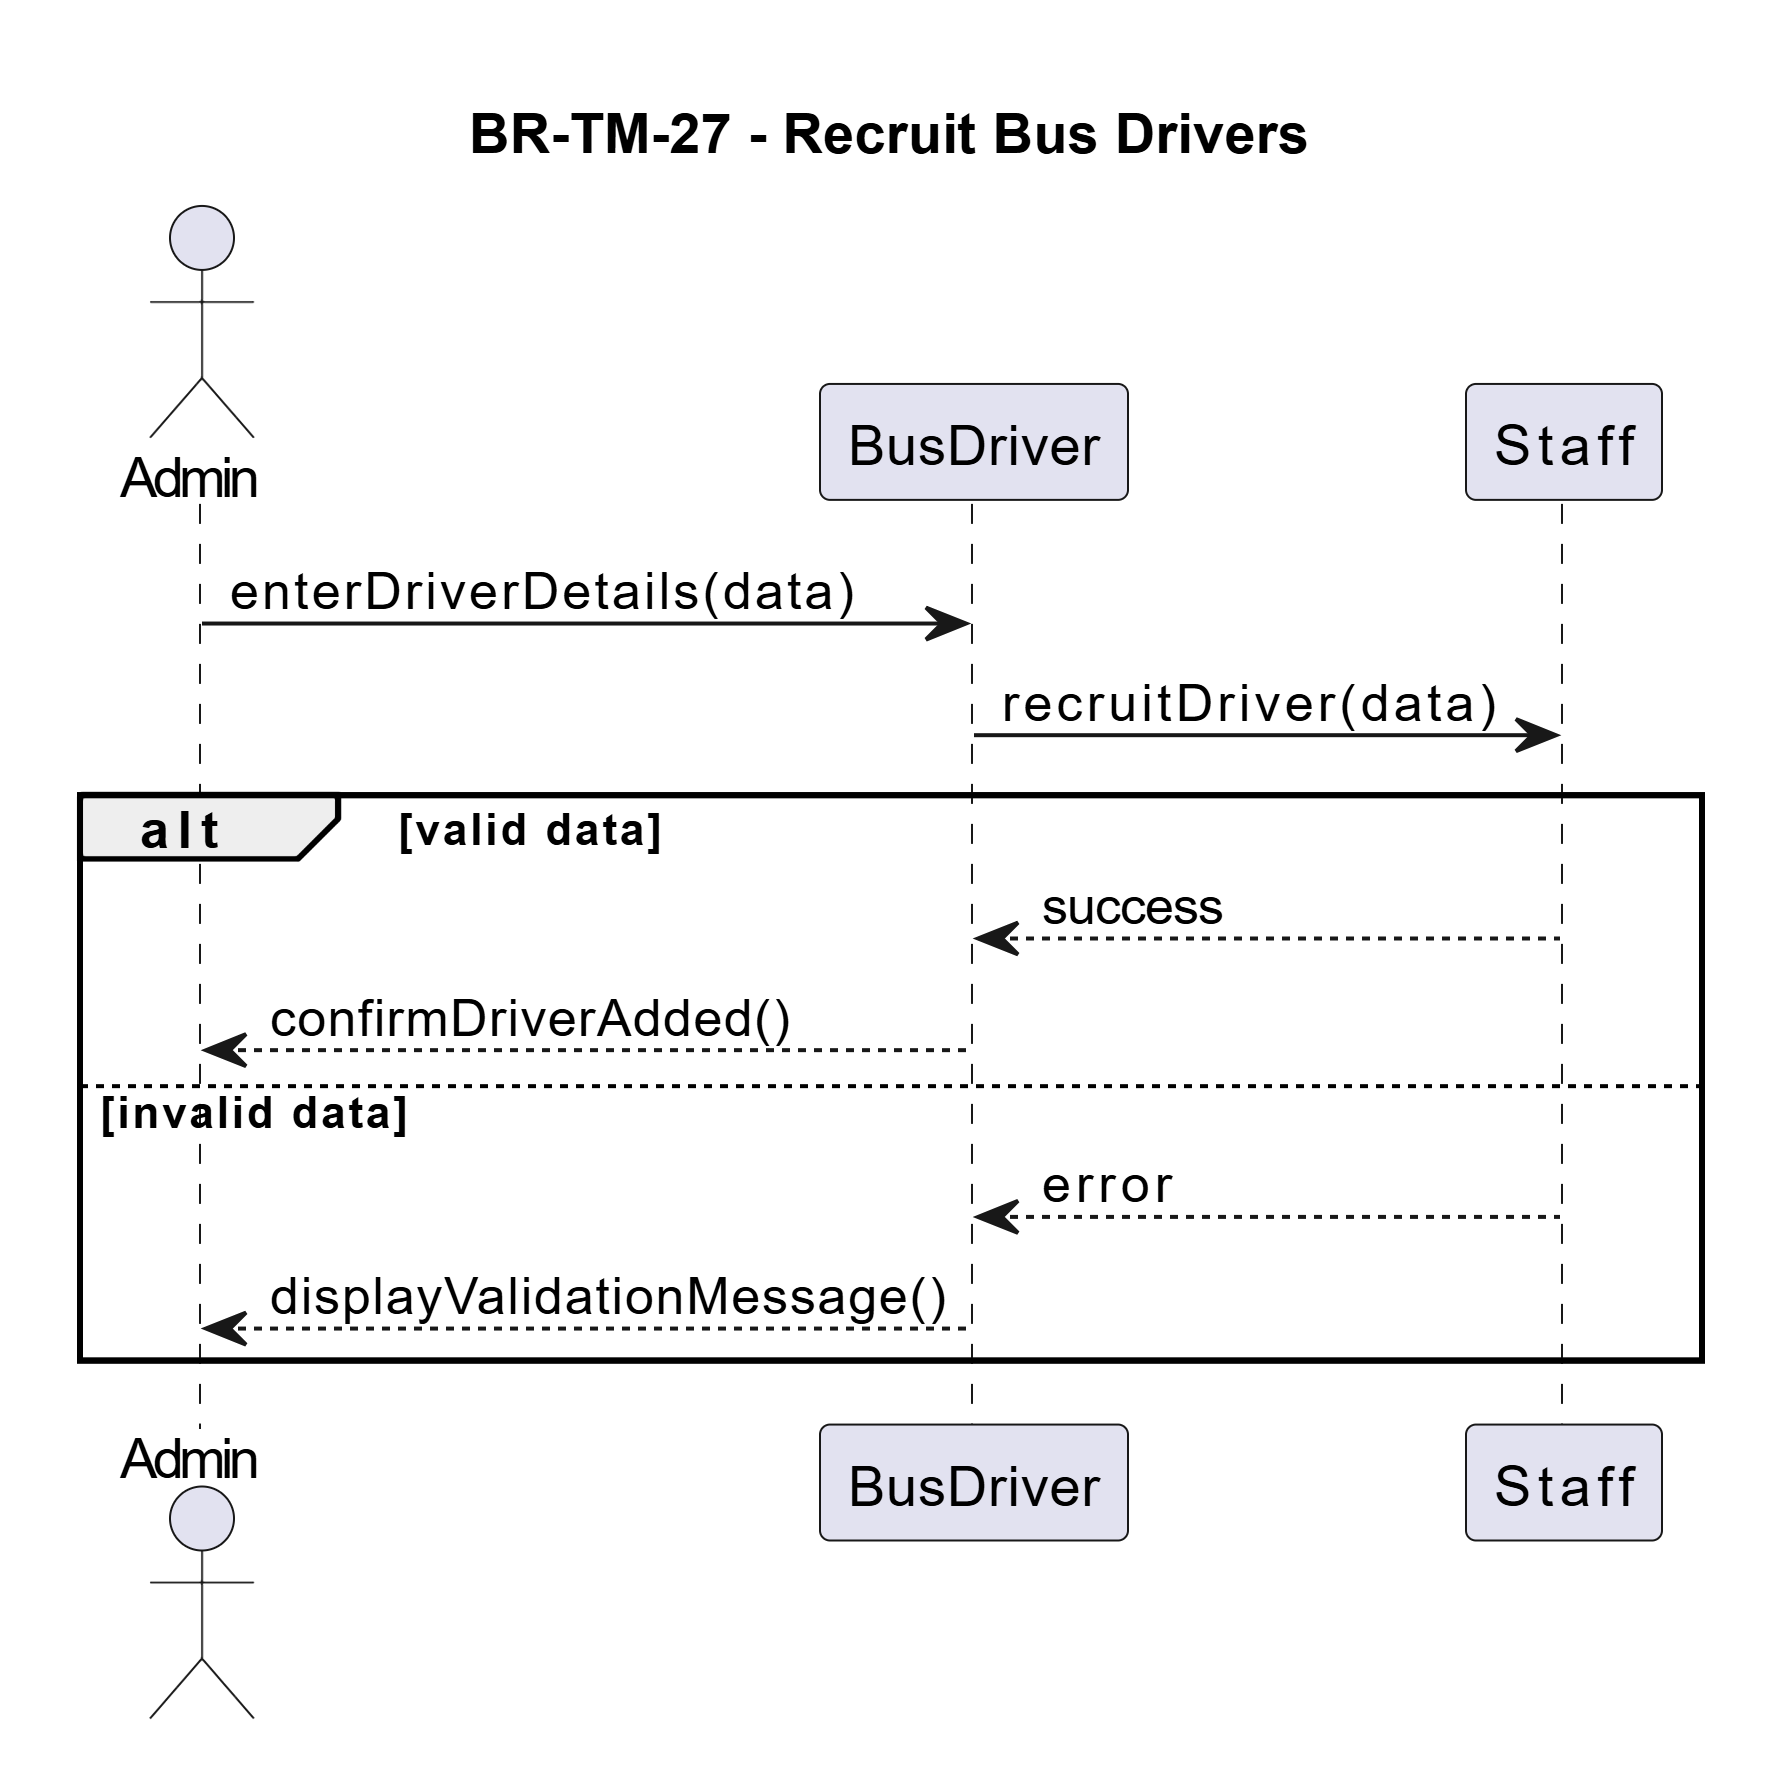 BR-TM-27 - Recruit Bus Drivers
Admin
BusDriver
Staff
enterDriverDetails(data)
recruitDriver(data)
alt
[valid data]
success
confirmDriverAdded()
[invalid data]
error
displayValidationMessage()
Admin
BusDriver
Staff